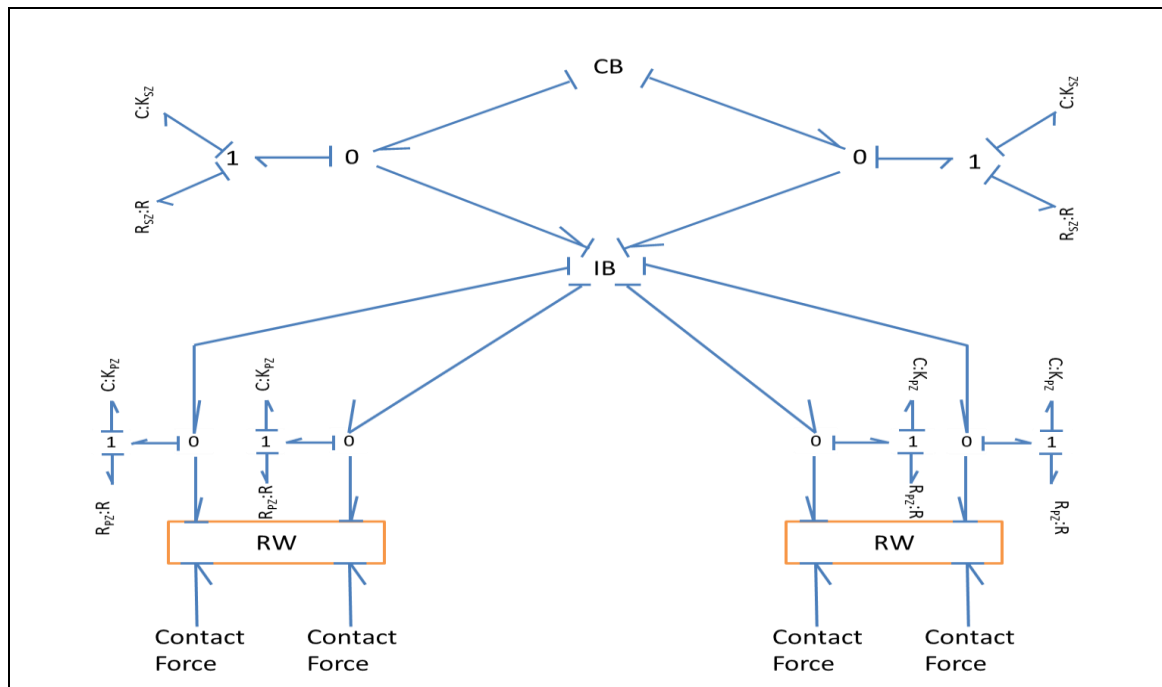 CB
C:K_SZ
C:K_SZ
1
0
0
1
R_SZ:R
R_SZ:R
IB
C:K_PZ
C:K_PZ
C:K_PZ
C:K_PZ
1
0
1
0
0
1
0
1
R_PZ:R
R_PZ:R
R_PZ:R
R_PZ:R
RW
RW
Contact
Force
Contact
Force
Contact
Force
Contact
Force